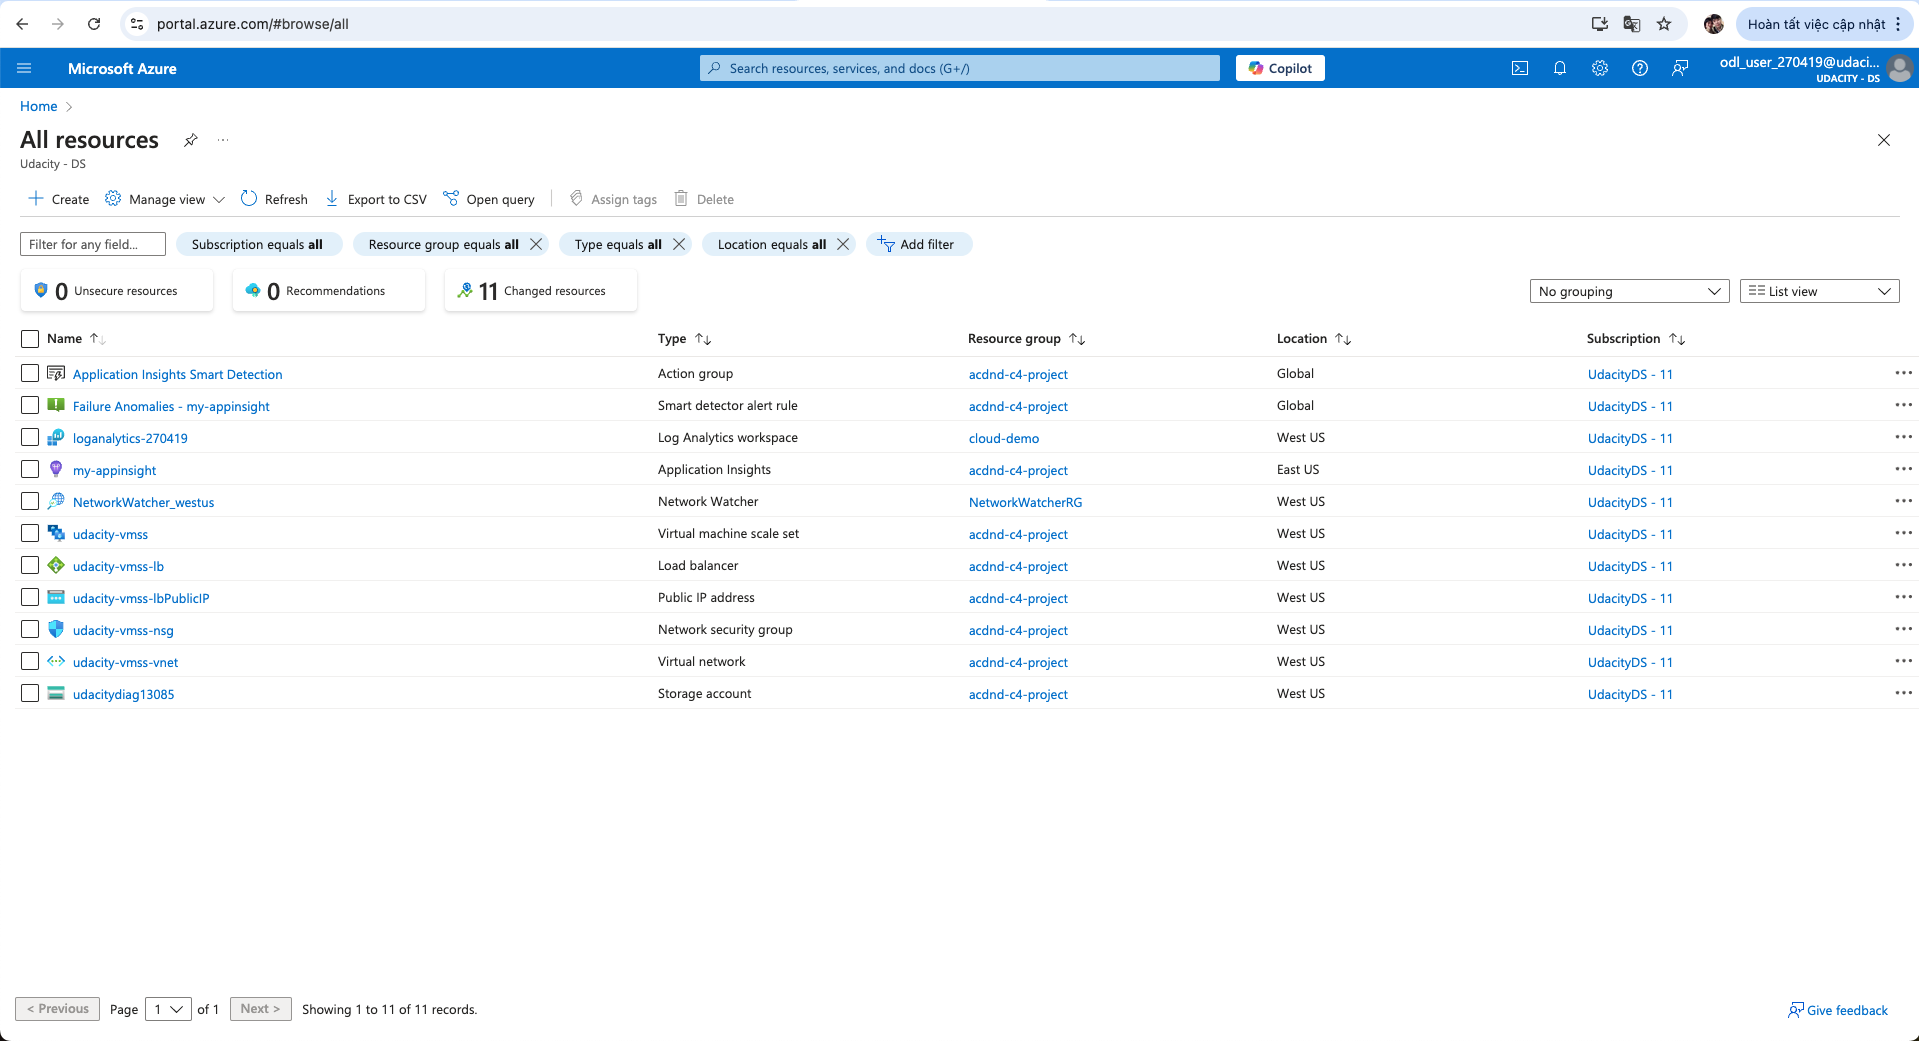 portal.azure.com/#browse/all
Hoàn tất việc cập nhật
Microsoft Azure
Search resources, services, and docs (G+/)
Copilot
odl_user_270419@udaci...
UDACITY - DS
Home
All resources
Udacity - DS
Create
Manage view
Refresh
Export to CSV
Open query
Assign tags
Delete
Filter for any field...
Subscription equals all
Resource group equals all
Type equals all
Location equals all
Add filter
0 Unsecure resources
0 Recommendations
11 Changed resources
No grouping
List view
Name Type Resource group Location Subscription
Application Insights Smart Detection Action group acdnd-c4-project Global UdacityDS - 11
Failure Anomalies - my-appinsight Smart detector alert rule acdnd-c4-project Global UdacityDS - 11
loganalytics-270419 Log Analytics workspace cloud-demo West US UdacityDS - 11
my-appinsight Application Insights acdnd-c4-project East US UdacityDS - 11
NetworkWatcher_westus Network Watcher NetworkWatcherRG West US UdacityDS - 11
udacity-vmss Virtual machine scale set acdnd-c4-project West US UdacityDS - 11
udacity-vmss-lb Load balancer acdnd-c4-project West US UdacityDS - 11
udacity-vmss-lbPublicIP Public IP address acdnd-c4-project West US UdacityDS - 11
udacity-vmss-nsg Network security group acdnd-c4-project West US UdacityDS - 11
udacity-vmss-vnet Virtual network acdnd-c4-project West US UdacityDS - 11
udacitydiag13085 Storage account acdnd-c4-project West US UdacityDS - 11
< Previous Page 1 of 1 Next > Showing 1 to 11 of 11 records.
Give feedback